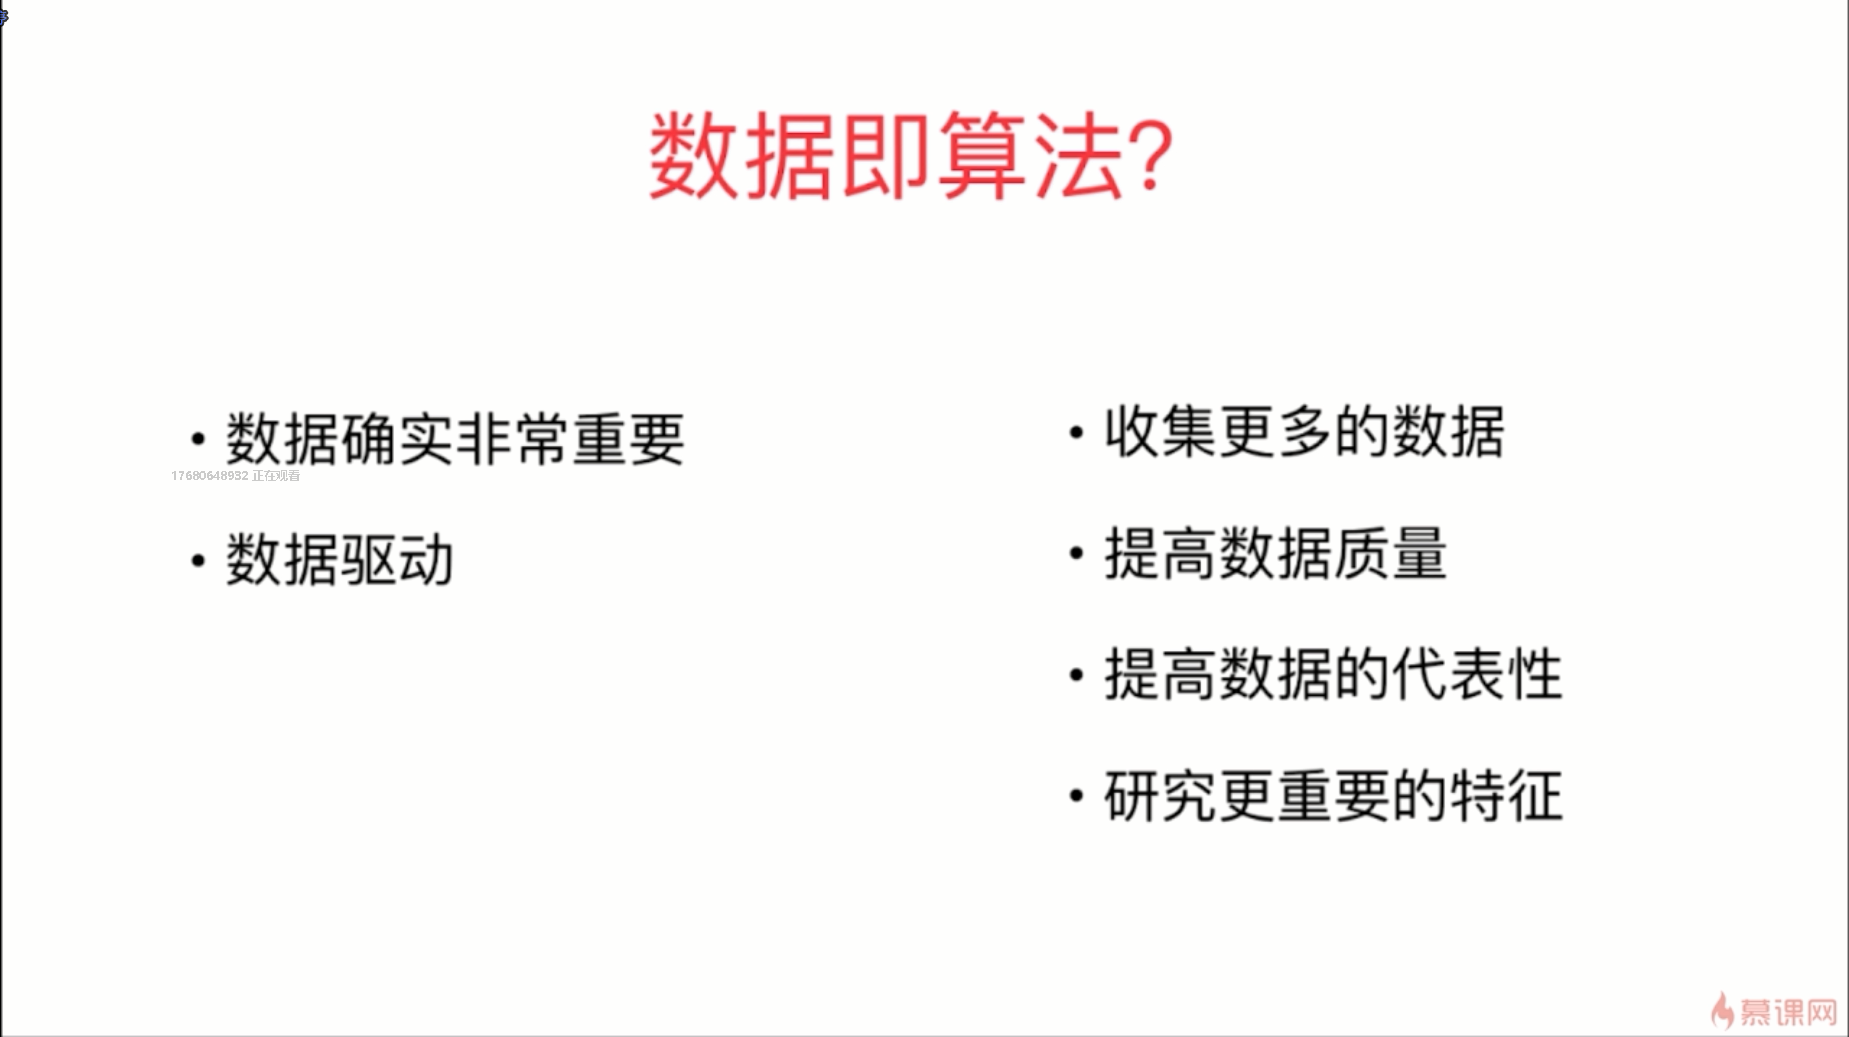 数据即算法?
• 数据确实非常重要
17680648932 正在观看
• 数据驱动
• 收集更多的数据
• 提高数据质量
• 提高数据的代表性
• 研究更重要的特征
慕课网